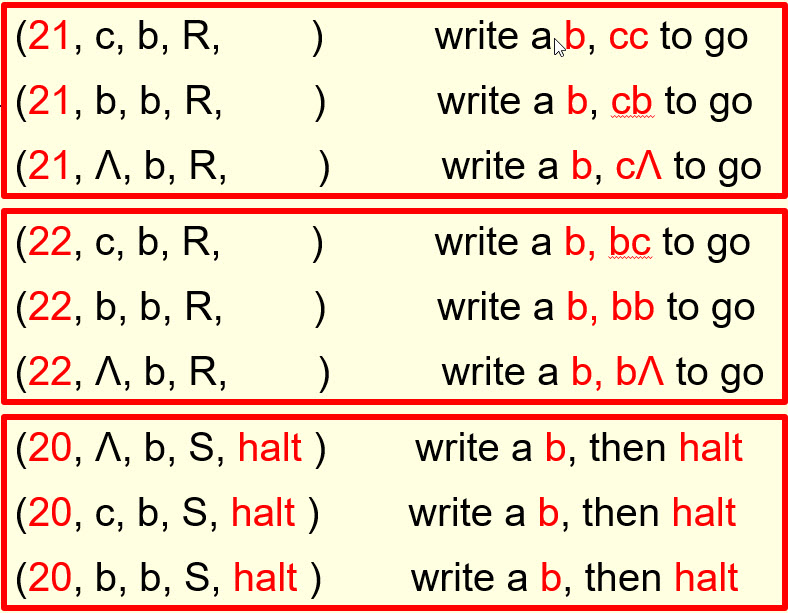 (21, c, b, R, ) write a b, cc to go
(21, b, b, R, ) write a b, cb to go
(21, Λ, b, R, ) write a b, cΛ to go
(22, c, b, R, ) write a b, bc to go
(22, b, b, R, ) write a b, bb to go
(22, Λ, b, R, ) write a b, bΛ to go
(20, Λ, b, S, halt ) write a b, then halt
(20, c, b, S, halt ) write a b, then halt
(20, b, b, S, halt ) write a b, then halt